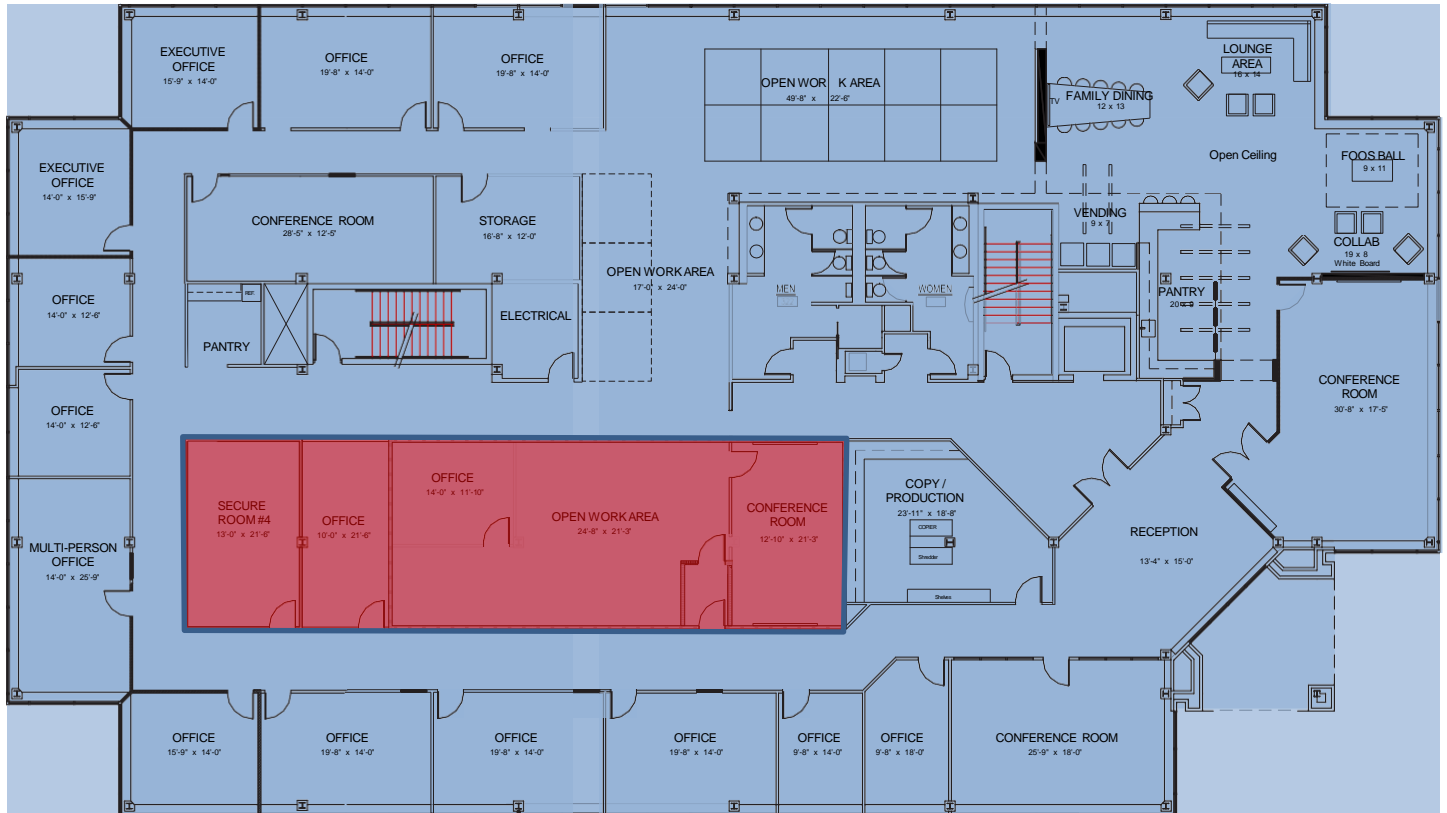 EXECUTIVE
OFFICE
15'-9" x 14'-0"
OFFICE
19'-8" x 14'-0"
OFFICE
19'-8" x 14'-0"
OPEN WORK AREA
49'-8" x 22'-6"
TV
FAMILY DINING
12 x 13
LOUNGE
AREA
16 x 14
Open Ceiling
FOOS BALL
9 x 11
EXECUTIVE
OFFICE
14'-0" x 15'-9"
CONFERENCE ROOM
28'-5" x 12'-5"
STORAGE
16'-8" x 12'-0"
OPEN WORK AREA
17'-0" x 24'-0"
MEN
WOMEN
VENDING
9 x 7
COLLAB
19 x 8
White Board
PANTRY
OFFICE
14'-0" x 12'-6"
REF.
PANTRY
ELECTRICAL
CONFERENCE
ROOM
30'-8" x 17'-5"
OFFICE
14'-0" x 12'-6"
SECURE
ROOM #4
13'-0" x 21'-6"
OFFICE
10'-0" x 21'-6"
OFFICE
14'-0" x 11'-10"
OPEN WORK AREA
24'-8" x 21'-3"
CONFERENCE
ROOM
12'-10" x 21'-3"
COPY /
PRODUCTION
23'-11" x 18'-8"
COPIER
Shredder
Shelves
RECEPTION
13'-4" x 15'-0"
MULTI-PERSON
OFFICE
14'-0" x 25'-9"
OFFICE
15'-9" x 14'-0"
OFFICE
19'-8" x 14'-0"
OFFICE
19'-8" x 14'-0"
OFFICE
19'-8" x 14'-0"
OFFICE
9'-8" x 14'-0"
OFFICE
9'-8" x 18'-0"
CONFERENCE ROOM
25'-9" x 18'-0"